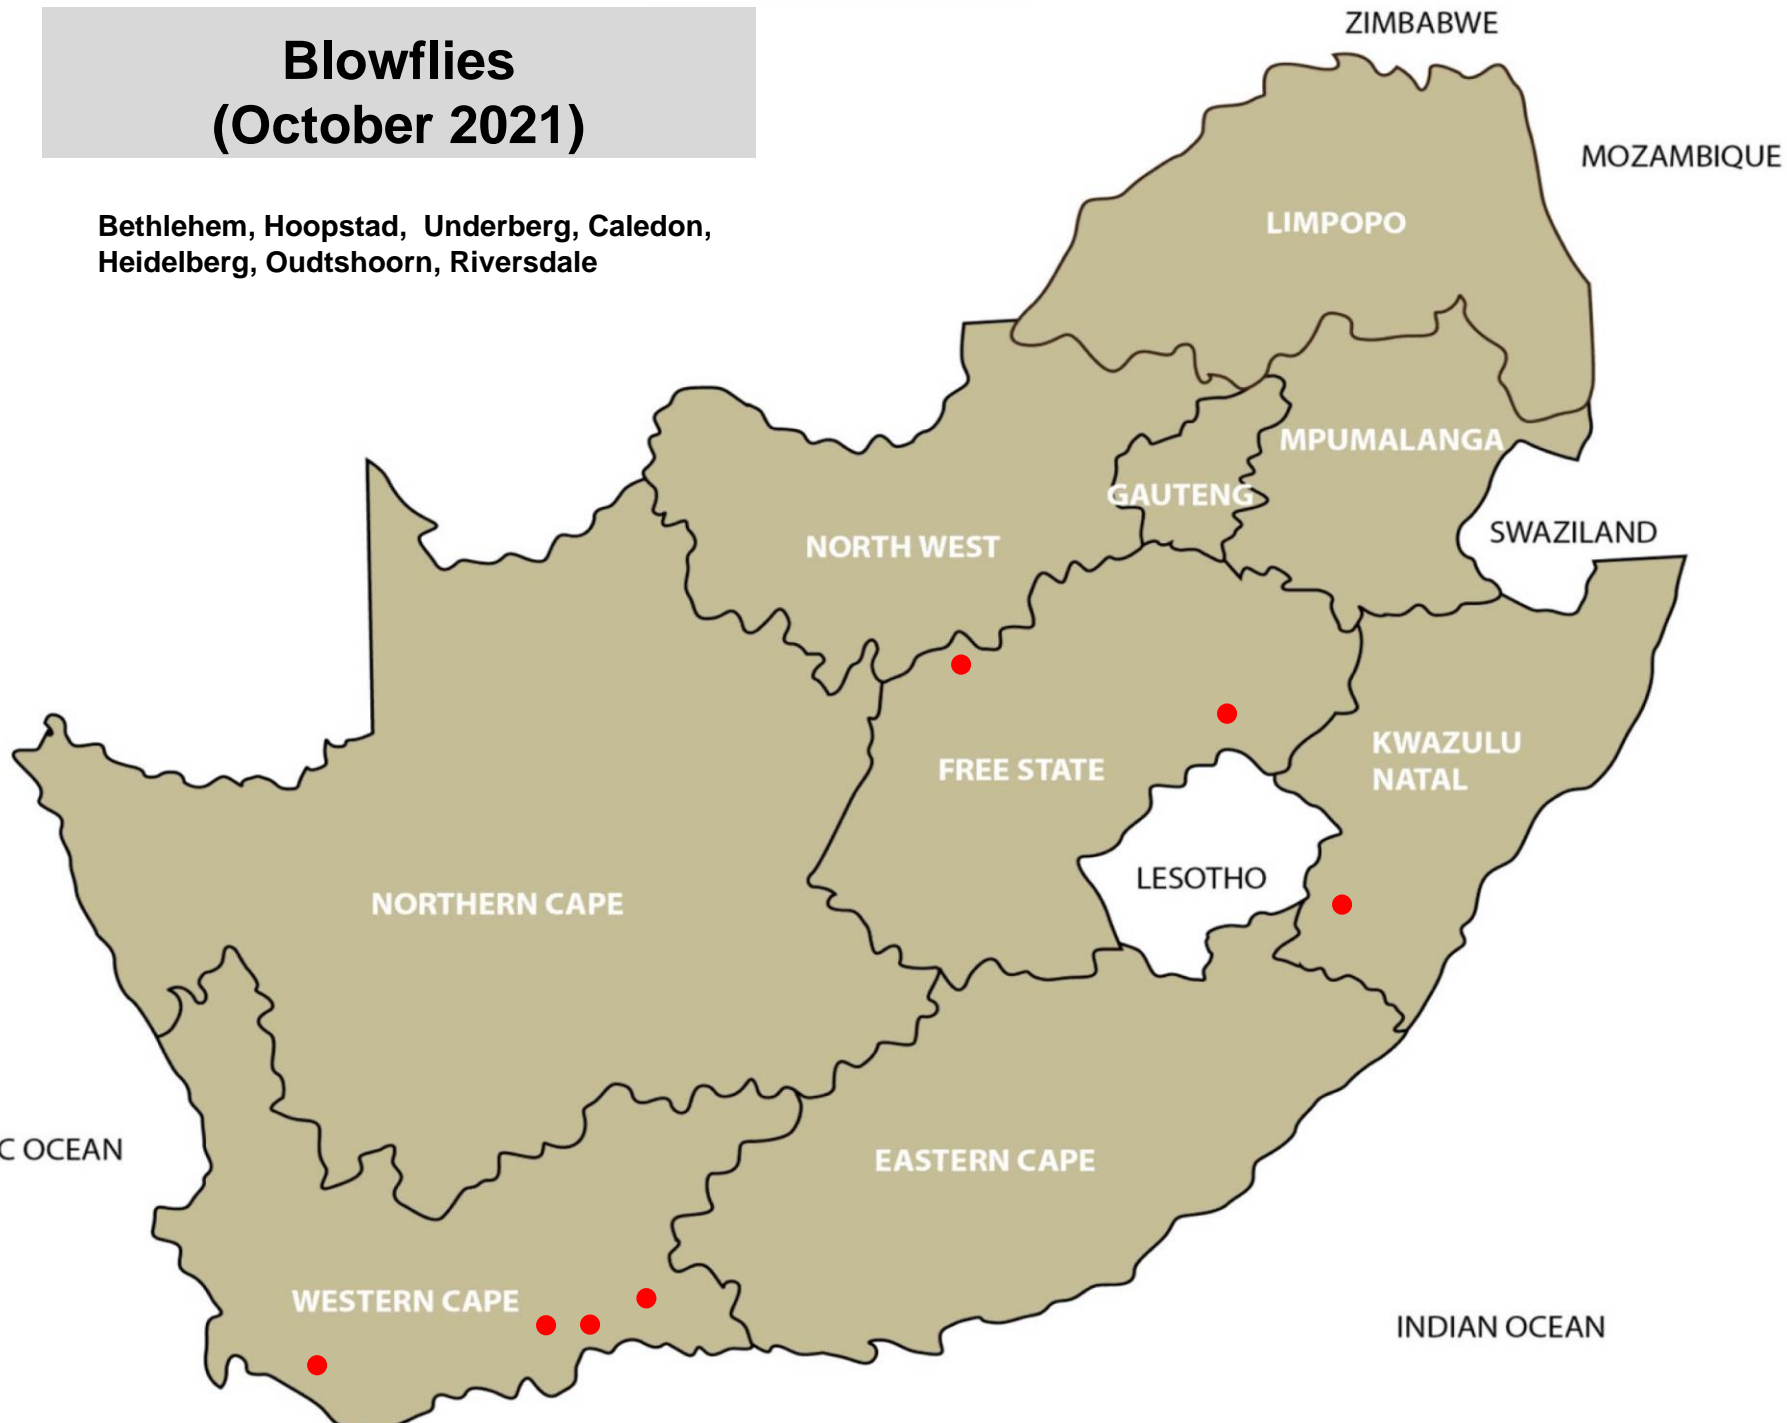 Blowflies
(October 2021)
Bethlehem, Hoopstad, Underberg, Caledon,
Heidelberg, Oudtshoorn, Riversdale
ZIMBABWE
MOZAMBIQUE
LIMPOPO
MPUMALANGA
GAUTENG
SWAZILAND
NORTH WEST
KWAZULU
NATAL
FREE STATE
LESOTHO
NORTHERN CAPE
C OCEAN
EASTERN CAPE
WESTERN CAPE
INDIAN OCEAN